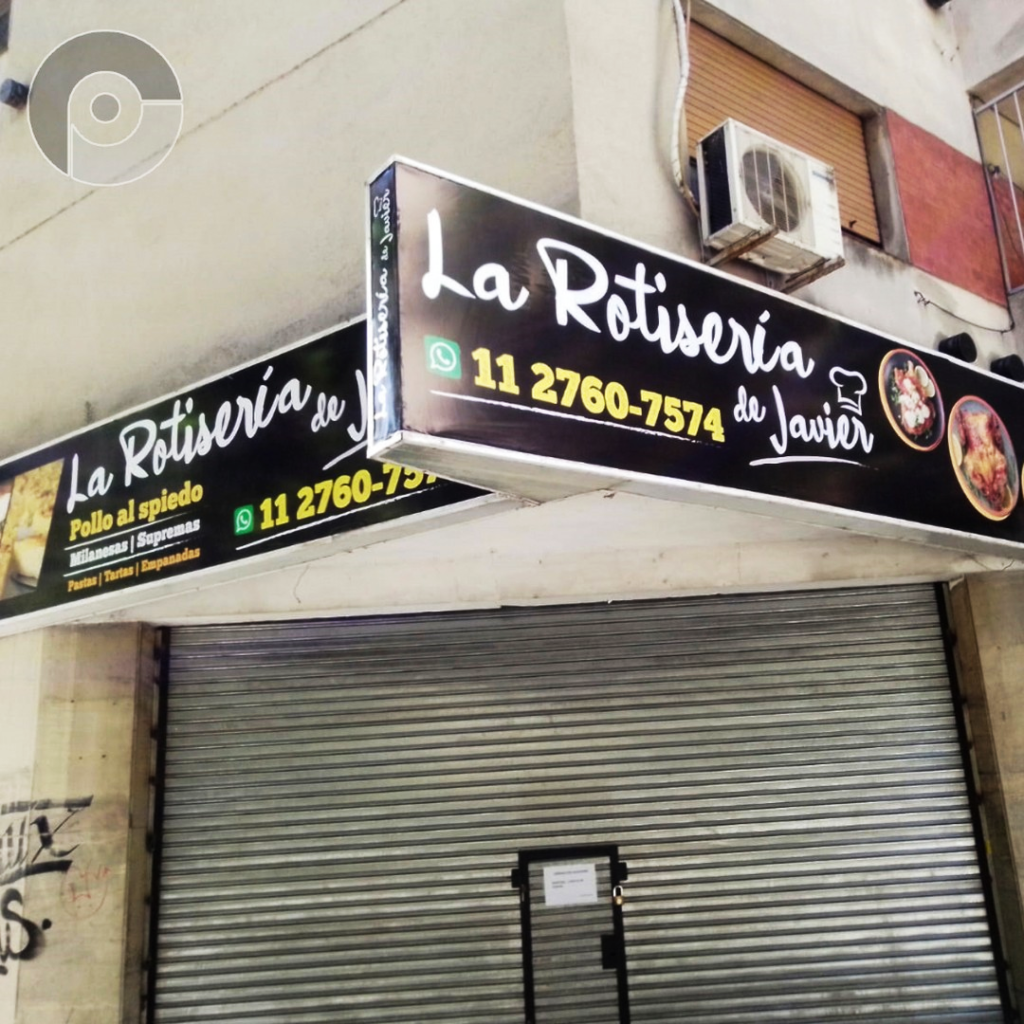 La Rotisería
de Javier
11 2760-7574
La Rotisería de Javier
La Rotisería
de J
Pollo al spiedo
Milanesas | Supremas
Pastas | Tartas | Empanadas
11 2760-757